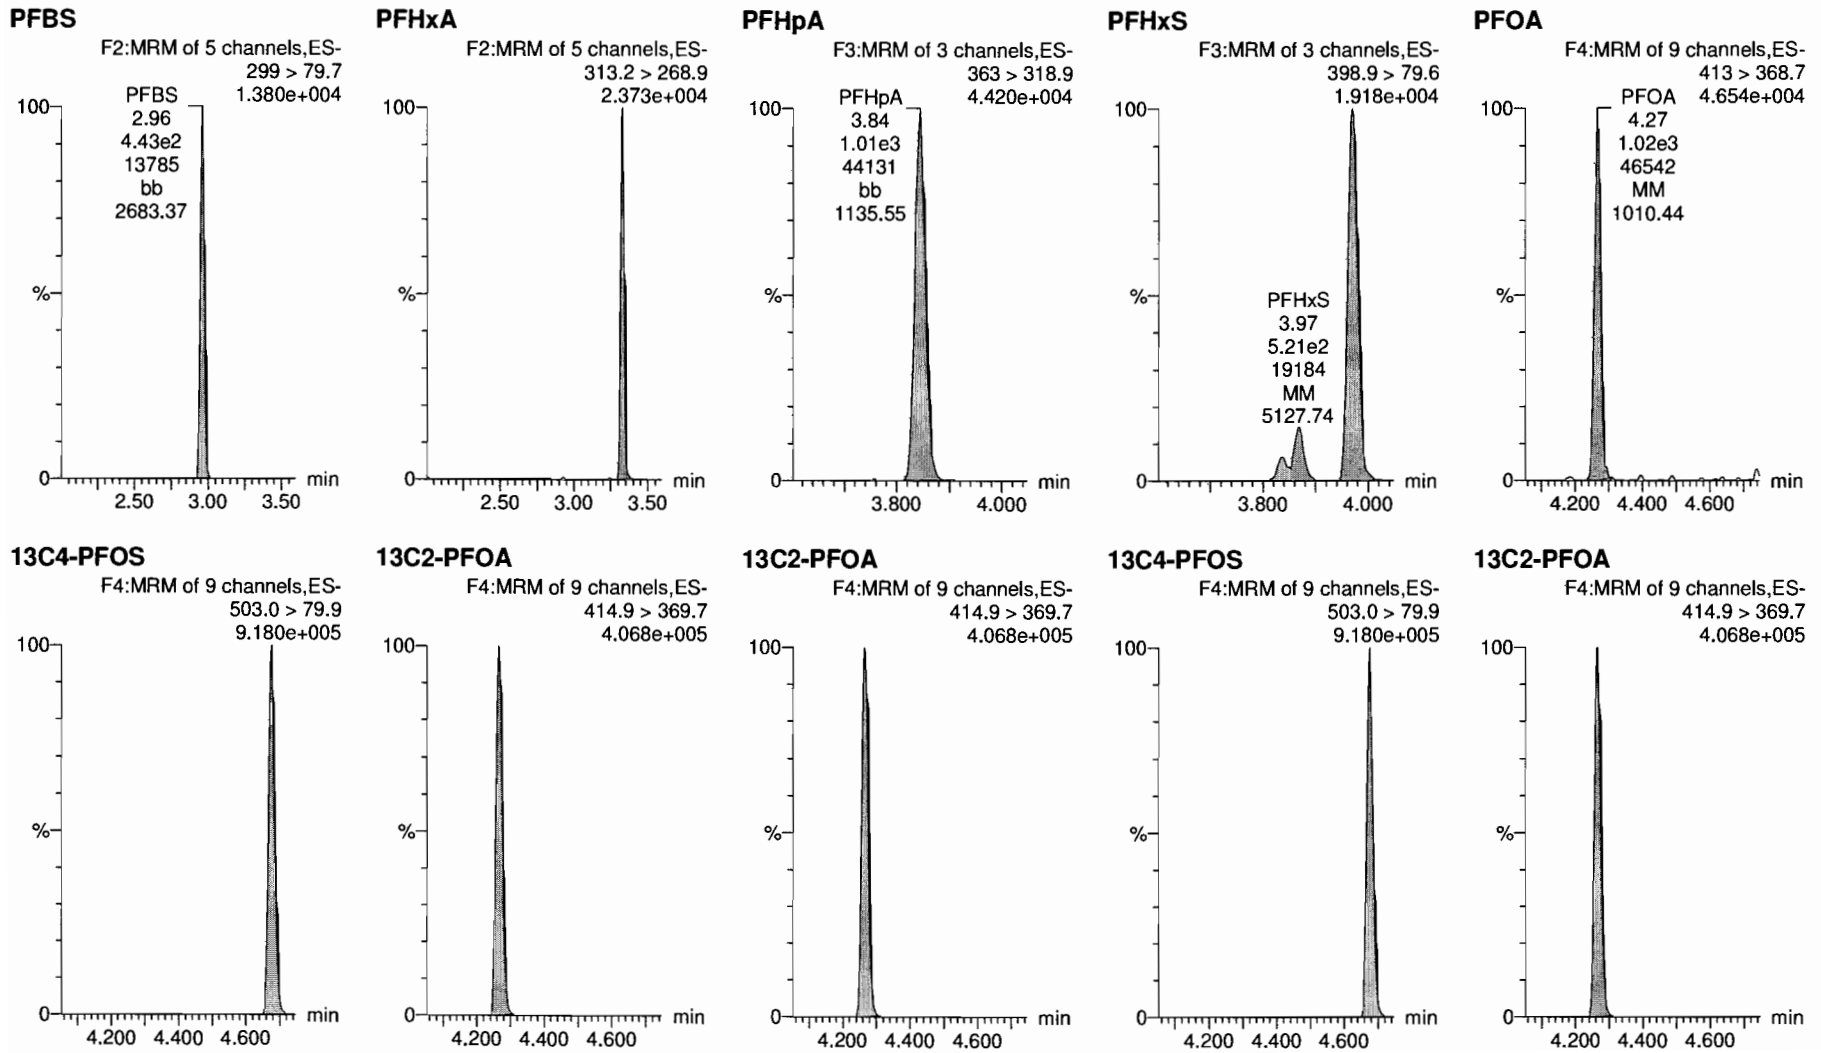 PFBS
F2:MRM of 5 channels,ES-
299 > 79.7
1.380e+004
PFBS
2.96
4.43e2
13785
bb
2683.37
100
%
0
2.50 3.00 3.50
min
PFHxA
F2:MRM of 5 channels,ES-
313.2 > 268.9
2.373e+004
100
%
0
2.50 3.00 3.50
min
PFHpA
F3:MRM of 3 channels,ES-
363 > 318.9
4.420e+004
PFHpA
3.84
1.01e3
44131
bb
1135.55
100
%
0
3.800 4.000
min
PFHxS
F3:MRM of 3 channels,ES-
398.9 > 79.6
1.918e+004
100
%
PFHxS
3.97
5.21e2
19184
MM
5127.74
0
3.800 4.000
min
PFOA
F4:MRM of 9 channels,ES-
413 > 368.7
4.654e+004
PFOA
4.27
1.02e3
46542
MM
1010.44
100
%
0
4.200 4.400 4.600
min
13C4-PFOS
F4:MRM of 9 channels,ES-
503.0 > 79.9
9.180e+005
100
%
0
4.200 4.400 4.600
min
13C2-PFOA
F4:MRM of 9 channels,ES-
414.9 > 369.7
4.068e+005
100
%
0
4.200 4.400 4.600
min
13C2-PFOA
F4:MRM of 9 channels,ES-
414.9 > 369.7
4.068e+005
100
%
0
4.200 4.400 4.600
min
13C4-PFOS
F4:MRM of 9 channels,ES-
503.0 > 79.9
9.180e+005
100
%
0
4.200 4.400 4.600
min
13C2-PFOA
F4:MRM of 9 channels,ES-
414.9 > 369.7
4.068e+005
100
%
0
4.200 4.400 4.600
min